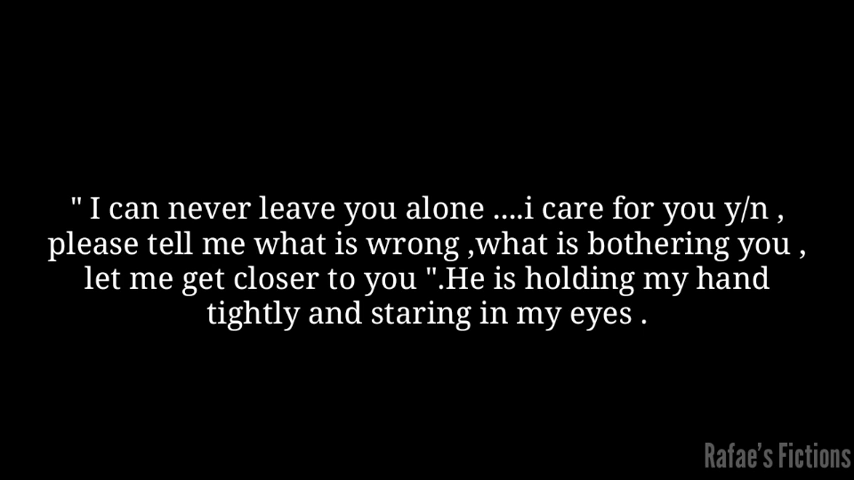 " I can never leave you alone ....i care for you y/n ,
please tell me what is wrong ,what is bothering you ,
let me get closer to you ".He is holding my hand
tightly and staring in my eyes .
Rafae's Fictions